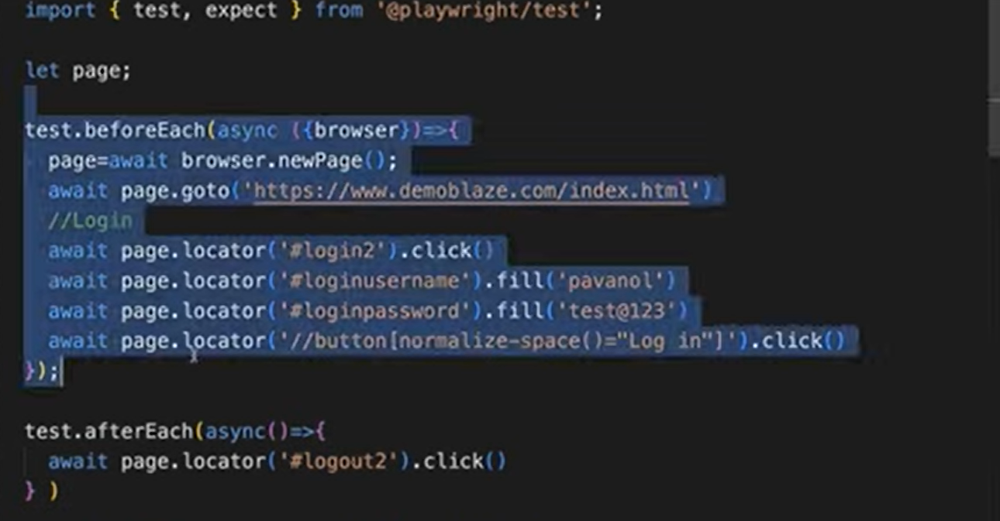 import { test, expect } from '@playwright/test';
let page;
test.beforeEach(async ({browser})=>{
page=await browser.newPage();
await page.goto('https://www.demoblaze.com/index.html')
//Login
await page.locator('#login2').click()
await page.locator('#loginusername').fill('pavanol')
await page.locator('#loginpassword').fill('test@123')
await page.locator('//button[normalize-space()="Log in"]').click()
});
test.afterEach(async()=>{
await page.locator('#logout2').click()
} )